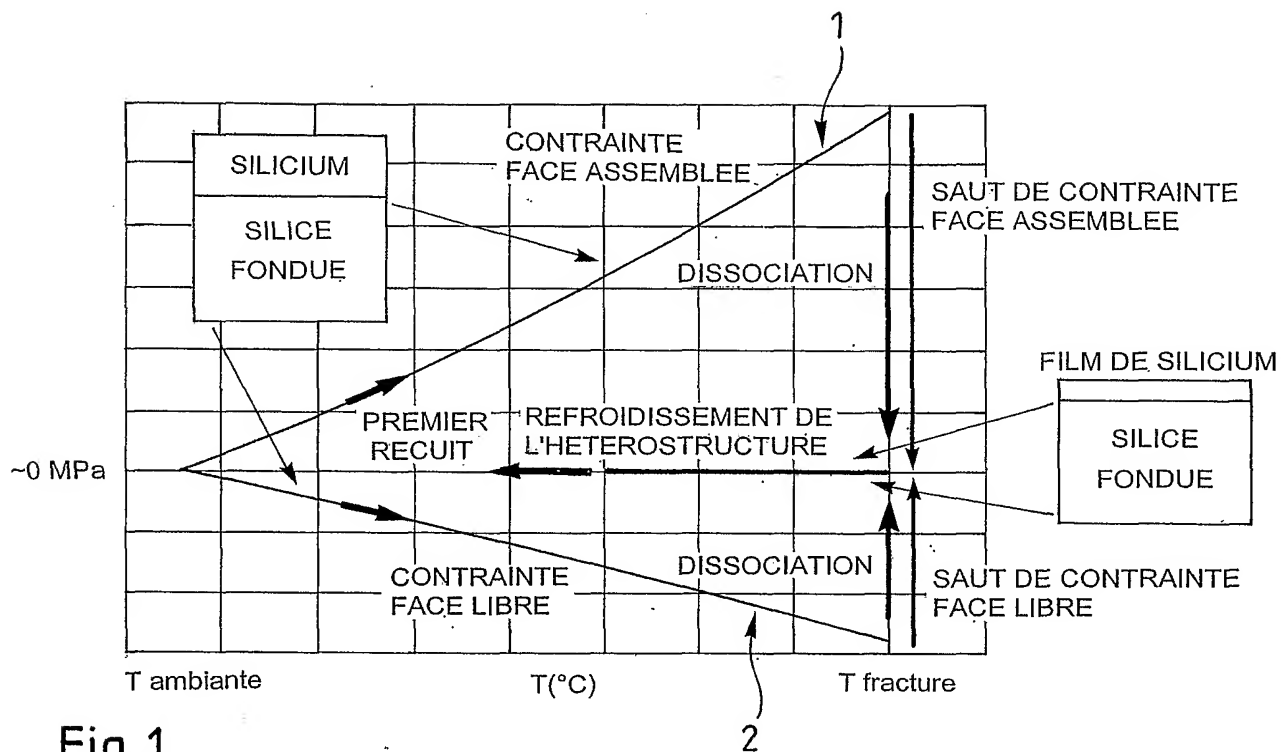 1
CONTRAINTE
FACE ASSEMBLEE
SILICIUM
SILICE
FONDUE
SAUT DE CONTRAINTE
FACE ASSEMBLEE
DISSOCIATION
FILM DE SILICIUM
PREMIER
RECUIT
REFROIDISSEMENT DE
L'HETEROSTRUCTURE
SILICE
FONDUE
~0 MPa
CONTRAINTE
FACE LIBRE
DISSOCIATION
SAUT DE CONTRAINTE
FACE LIBRE
T ambiante
T(°C)
T fracture
2
Fig.1